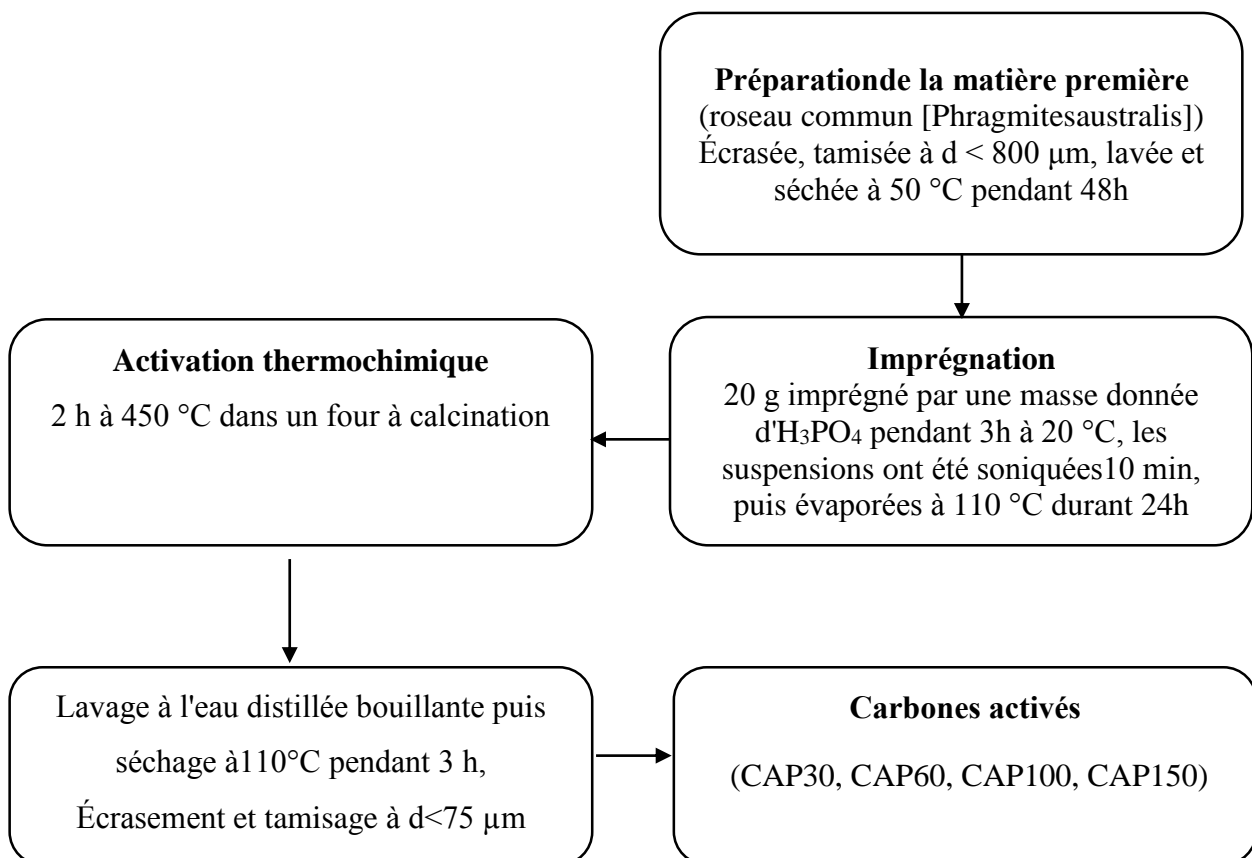 Préparationde la matière première
(roseau commun [Phragmitesaustralis])
Écrasée, tamisée à d < 800 μm, lavée et
séchée à 50 °C pendant 48h
Imprégnation
20 g imprégné par une masse donnée
d'H₃PO₄ pendant 3h à 20 °C, les
suspensions ont été soniquées10 min,
puis évaporées à 110 °C durant 24h
Activation thermochimique
2 h à 450 °C dans un four à calcination
Lavage à l'eau distillée bouillante puis
séchage à110°C pendant 3 h,
Écrasement et tamisage à d<75 μm
Carbones activés
(CAP30, CAP60, CAP100, CAP150)